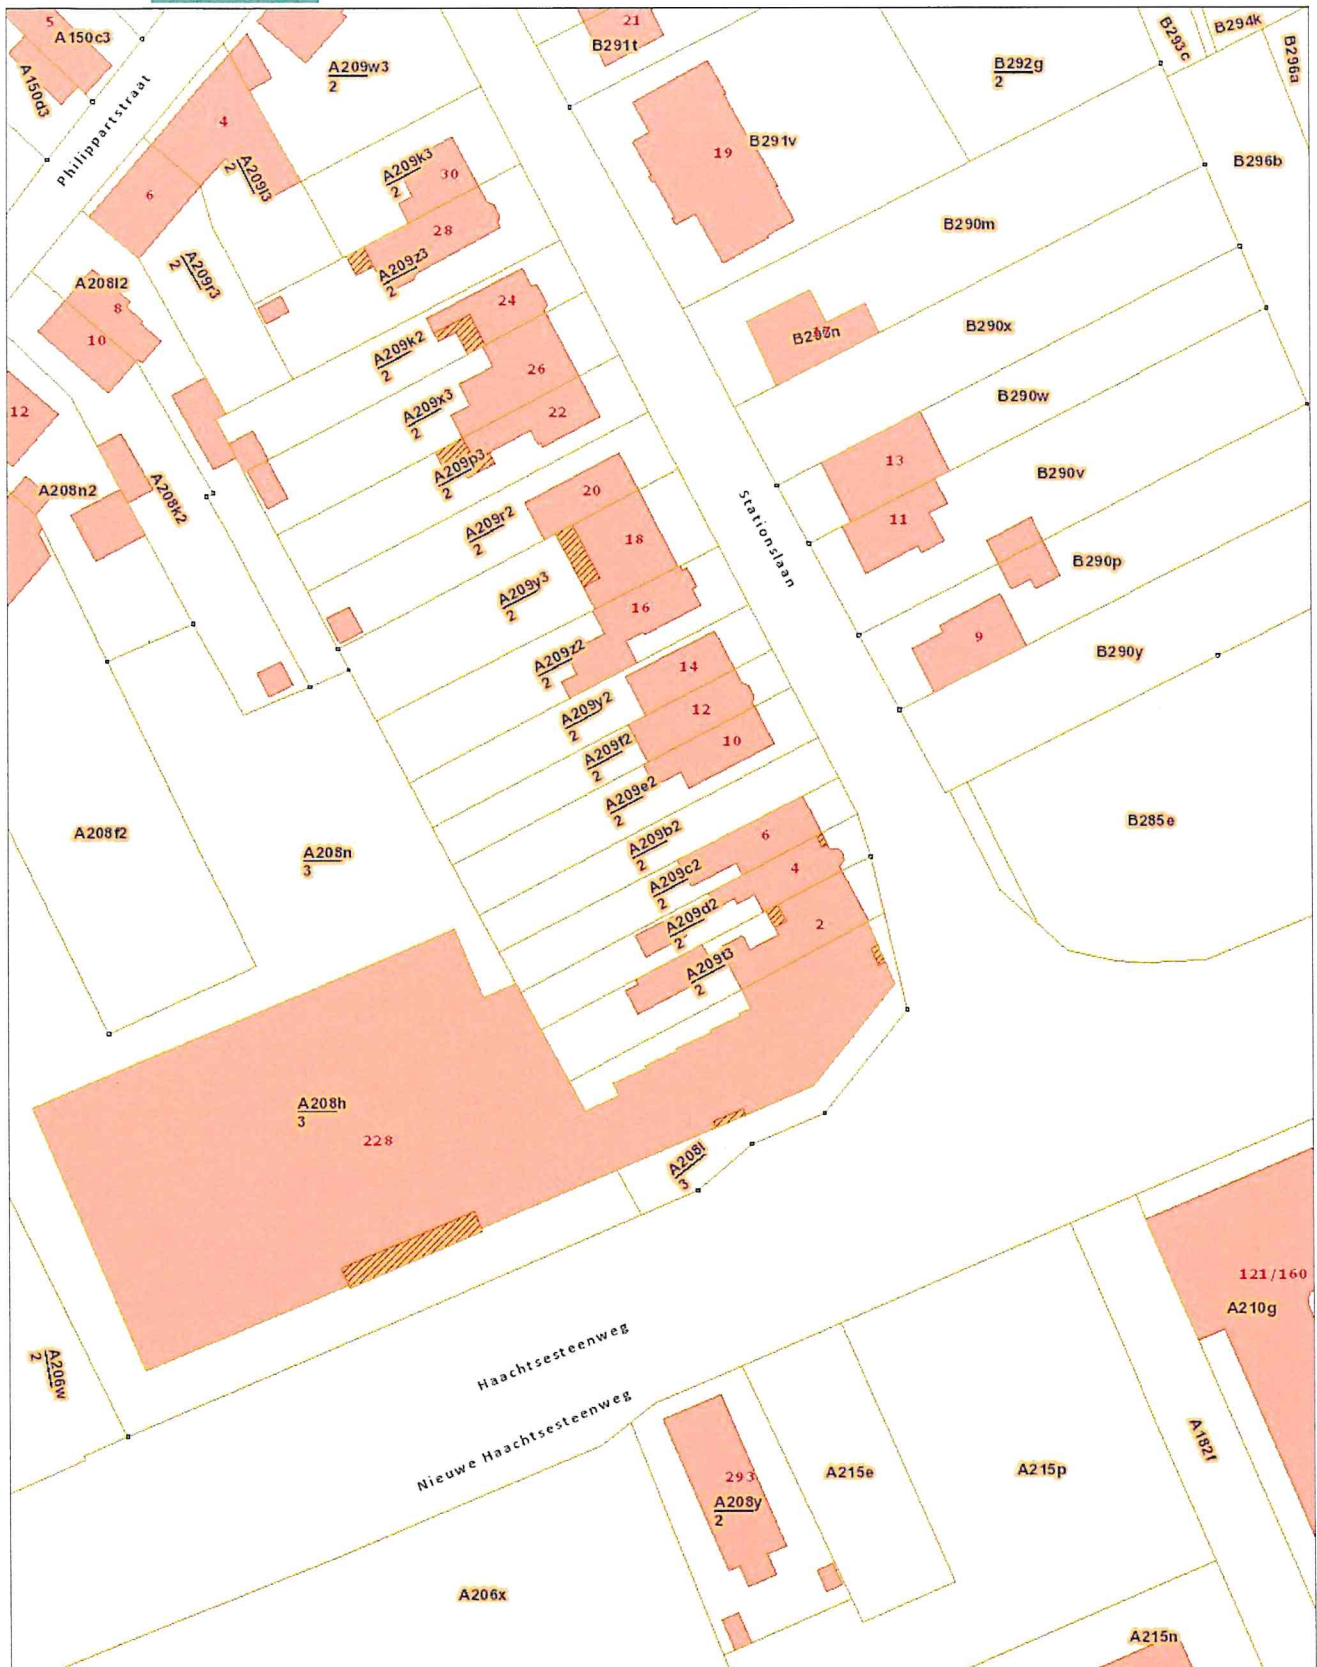 5
A150c3
A150d3
Philippartstraat
A209w3
2
21
B291t
B292g
2
B293c
B294k
B296a
4
A209l3
2
6
A209k3
2
30
28
A209z3
2
19
B291v
B296b
B290m
A209r3
2
A208l2
8
10
24
A209k2
2
26
A209x3
2
22
B290x
B290w
12
A208n2
A208k2
A209p3
2
20
A209r2
2
18
A209y3
2
16
Stationslaan
13
11
B290v
B290p
9
B290y
A209z2
2
14
A209y2
2
12
A209f2
2
10
A209e2
2
A208f2
A208n
3
A209b2
2
6
A209c2
2
4
A209d2
2
2
A209t3
2
B285e
A208h
3
228
A208l
3
121/160
A210g
A206w
2
Haachtsesteenweg
Nieuwe Haachtsesteenweg
293
A208y
2
A215e
A215p
A182f
A206x
A215n